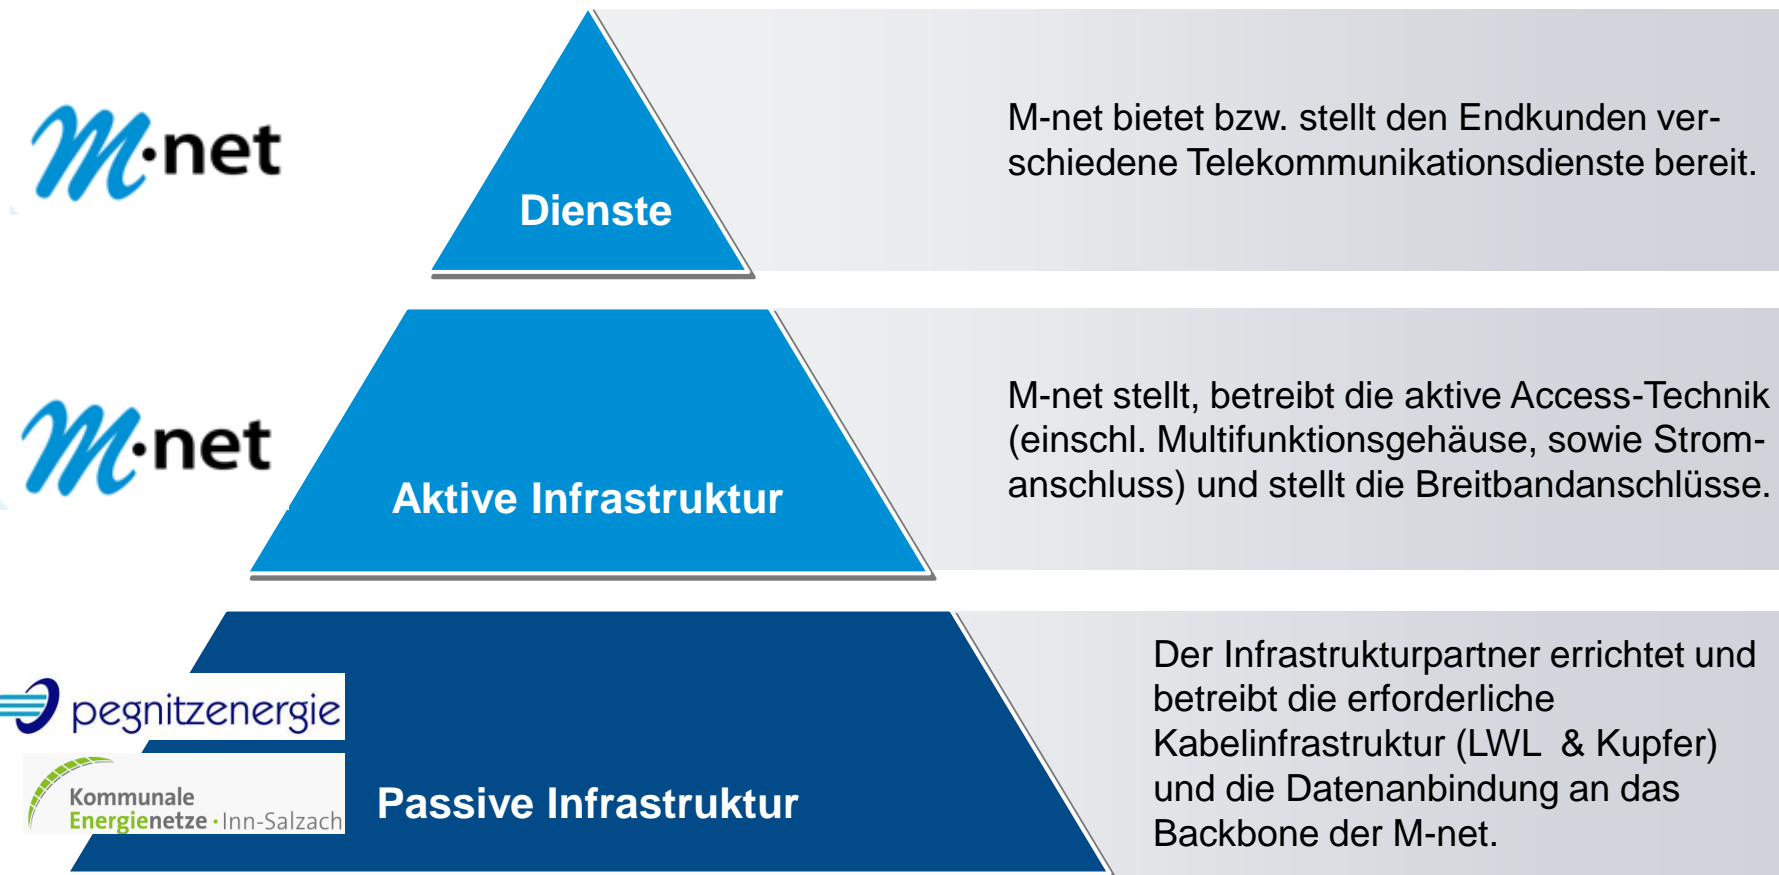 M·net
Dienste
M-net bietet bzw. stellt den Endkunden ver-
schiedene Telekommunikationsdienste bereit.
M·net
Aktive Infrastruktur
M-net stellt, betreibt die aktive Access-Technik
(einschl. Multifunktionsgehäuse, sowie Strom-
anschluss) und stellt die Breitbandanschlüsse.
pegnitzenergie
Kommunale
Energienetze · Inn-Salzach
Passive Infrastruktur
Der Infrastrukturpartner errichtet und
betreibt die erforderliche
Kabelinfrastruktur (LWL & Kupfer)
und die Datenanbindung an das
Backbone der M-net.